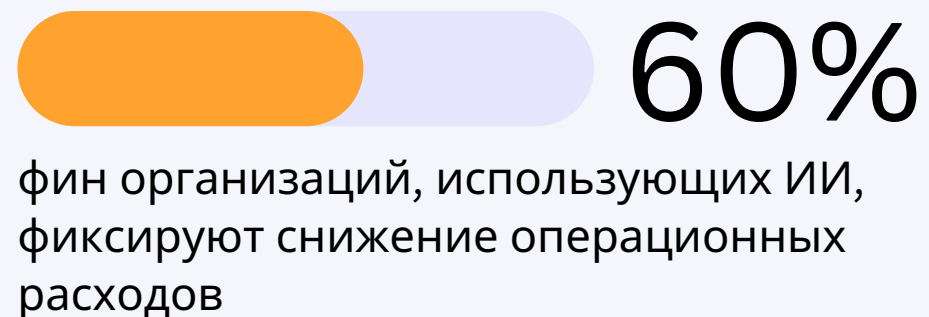 60%
фин организаций, использующих ИИ,
фиксируют снижение операционных
расходов